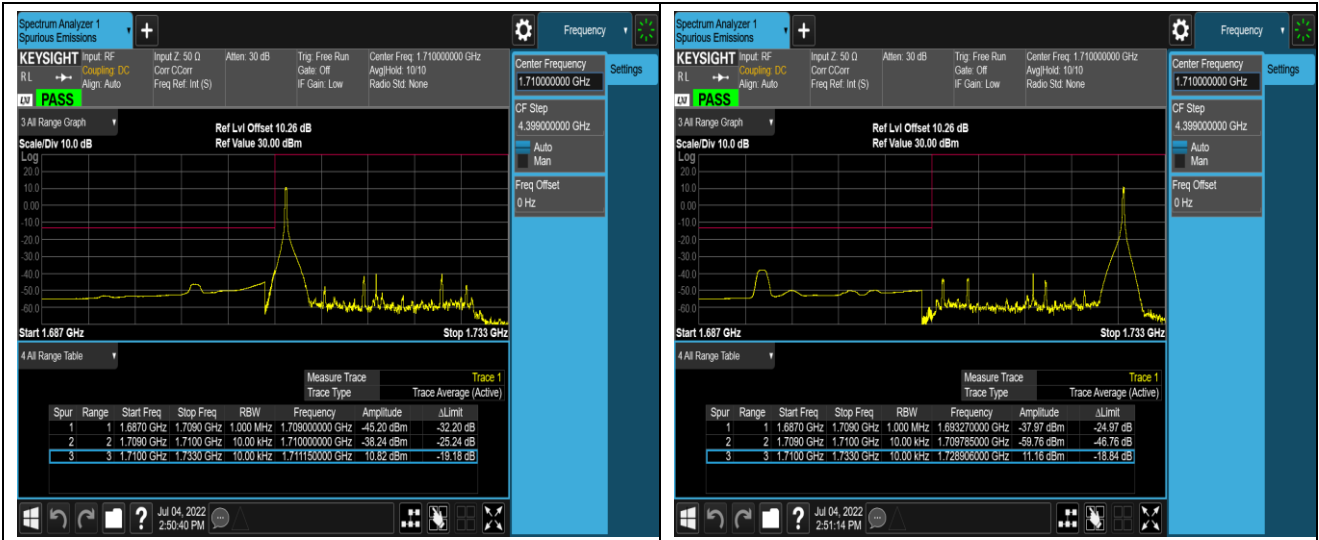 Spectrum Analyzer 1
Spurious Emissions
+
Frequency
KEYSIGHT
Input: RF
Coupling: DC
Align: Auto
Input Z: 50 Ω
Corr CCorr
Freq Ref: Int (S)
Atten: 30 dB
Trig: Free Run
Gate: Off
IF Gain: Low
Center Freq: 1.710000000 GHz
Avg|Hold: 10/10
Radio Std: None
R L
LXI
PASS
Center Frequency
1.710000000 GHz
Settings
CF Step
4.399000000 GHz
Auto
Man
Freq Offset
0 Hz
3 All Range Graph
Ref Lvl Offset 10.26 dB
Scale/Div 10.0 dB
Ref Value 30.00 dBm
Log
20.0
10.0
0.00
-10.0
-20.0
-30.0
-40.0
-50.0
-60.0
Start 1.687 GHz
Stop 1.733 GHz
4 All Range Table
Measure Trace Trace 1
Trace Type Trace Average (Active)
Spur Range Start Freq Stop Freq RBW Frequency Amplitude ΔLimit
1 1 1.6870 GHz 1.7090 GHz 1.000 MHz 1.709000000 GHz -45.20 dBm -32.20 dB
2 2 1.7090 GHz 1.7100 GHz 10.00 kHz 1.710000000 GHz -38.24 dBm -25.24 dB
3 3 1.7100 GHz 1.7330 GHz 10.00 kHz 1.711150000 GHz 10.82 dBm -19.18 dB
?
Jul 04, 2022
2:50:40 PM
Spectrum Analyzer 1
Spurious Emissions
+
Frequency
KEYSIGHT
Input: RF
Coupling: DC
Align: Auto
Input Z: 50 Ω
Corr CCorr
Freq Ref: Int (S)
Atten: 30 dB
Trig: Free Run
Gate: Off
IF Gain: Low
Center Freq: 1.710000000 GHz
Avg|Hold: 10/10
Radio Std: None
R L
LXI
PASS
Center Frequency
1.710000000 GHz
Settings
CF Step
4.399000000 GHz
Auto
Man
Freq Offset
0 Hz
3 All Range Graph
Ref Lvl Offset 10.26 dB
Scale/Div 10.0 dB
Ref Value 30.00 dBm
Log
20.0
10.0
0.00
-10.0
-20.0
-30.0
-40.0
-50.0
-60.0
Start 1.687 GHz
Stop 1.733 GHz
4 All Range Table
Measure Trace Trace 1
Trace Type Trace Average (Active)
Spur Range Start Freq Stop Freq RBW Frequency Amplitude ΔLimit
1 1 1.6870 GHz 1.7090 GHz 1.000 MHz 1.693270000 GHz -37.97 dBm -24.97 dB
2 2 1.7090 GHz 1.7100 GHz 10.00 kHz 1.709785000 GHz -59.76 dBm -46.76 dB
3 3 1.7100 GHz 1.7330 GHz 10.00 kHz 1.728906000 GHz 11.16 dBm -18.84 dB
?
Jul 04, 2022
2:51:14 PM